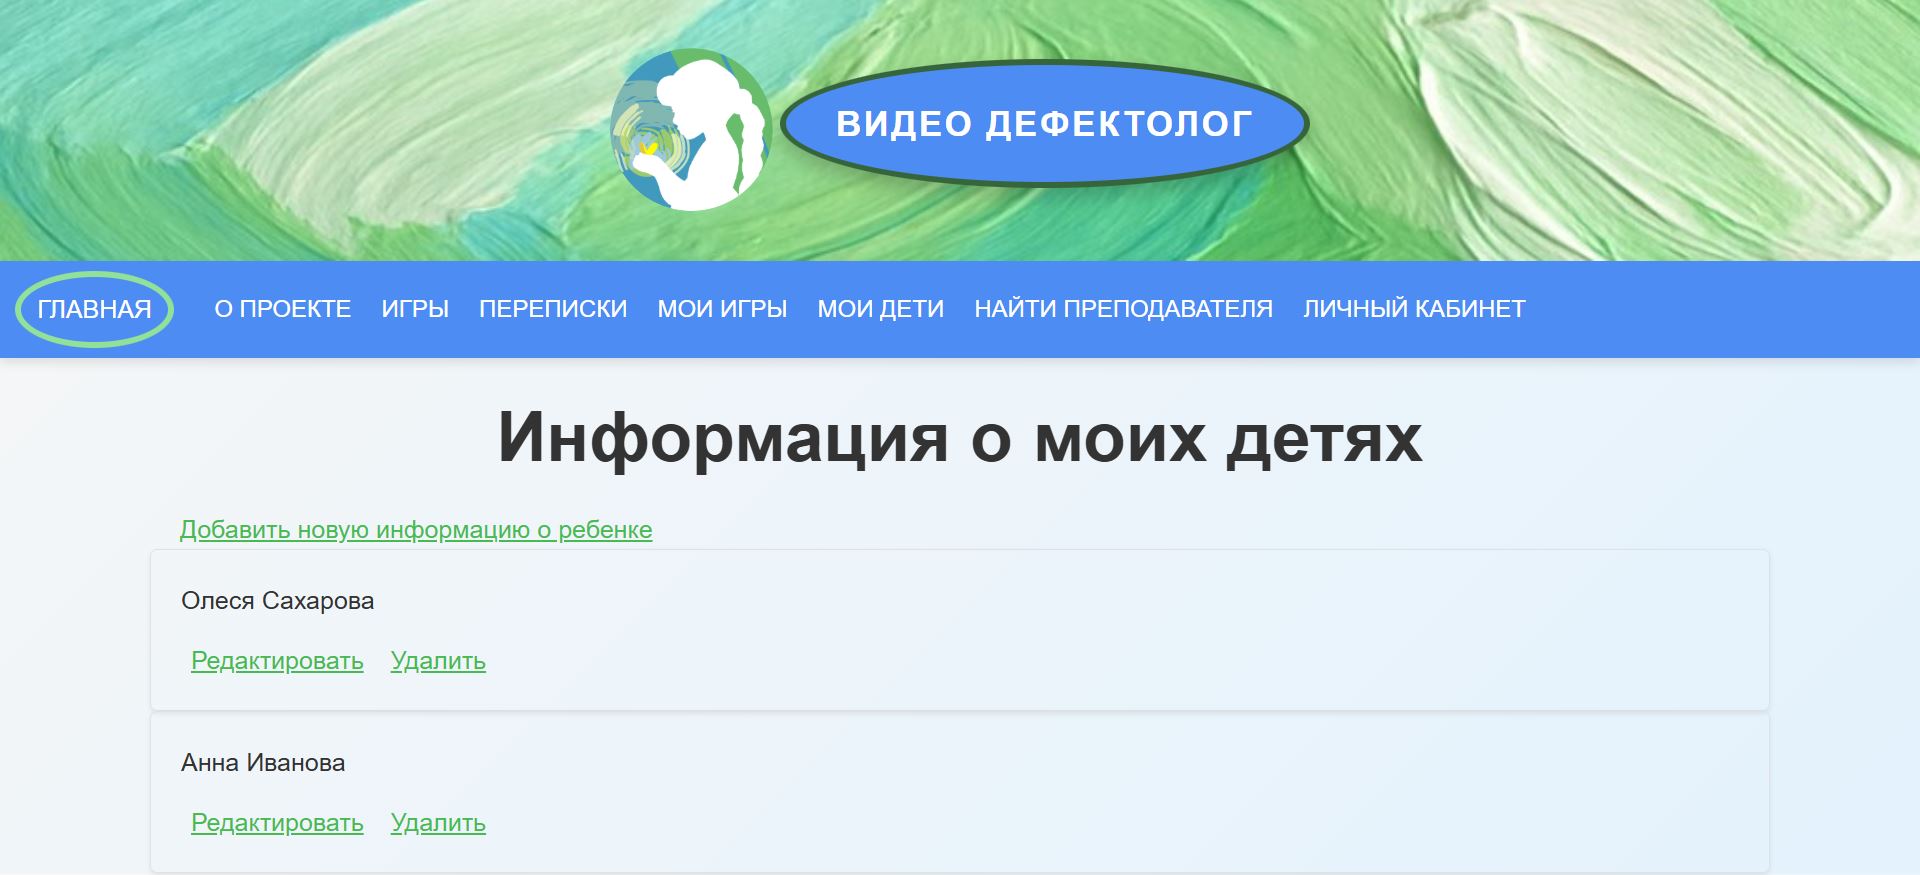 ВИДЕО ДЕФЕКТОЛОГ
ГЛАВНАЯ О ПРОЕКТЕ ИГРЫ ПЕРЕПИСКИ МОИ ИГРЫ МОИ ДЕТИ НАЙТИ ПРЕПОДАВАТЕЛЯ ЛИЧНЫЙ КАБИНЕТ
Информация о моих детях
Добавить новую информацию о ребенке
Олеся Сахарова
Редактировать Удалить
Анна Иванова
Редактировать Удалить